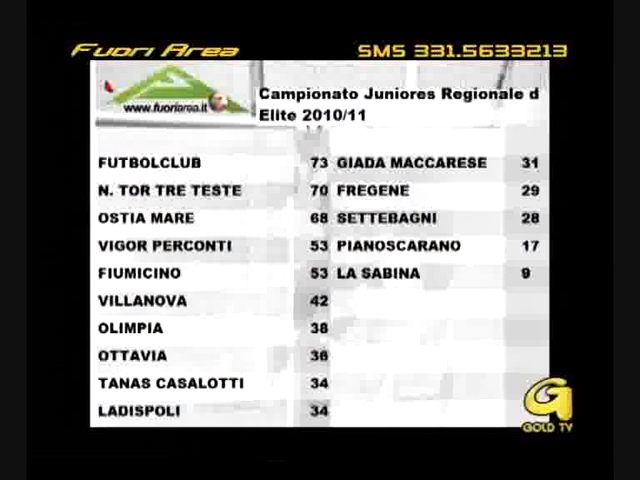 Fuori Area
SMS 331.5633213
www.fuoriarea.it
Campionato Juniores Regionale d
Elite 2010/11
FUTBOLCLUB 73
N. TOR TRE TESTE 70
OSTIA MARE 68
VIGOR PERCONTI 53
FIUMICINO 53
VILLANOVA 42
OLIMPIA 38
OTTAVIA 36
TANAS CASALOTTI 34
LADISPOLI 34
GIADA MACCARESE 31
FREGENE 29
SETTEBAGNI 28
PIANOSCARANO 17
LA SABINA 9
GOLD TV